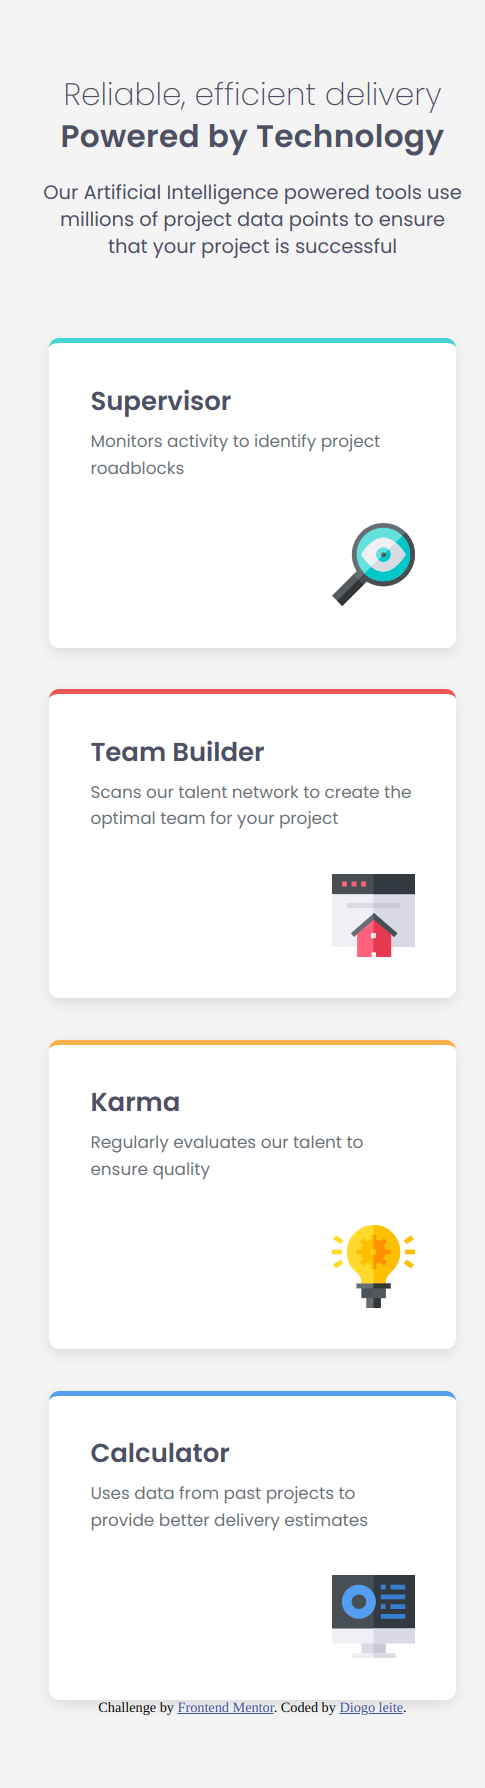 Reliable, efficient delivery
Powered by Technology
Our Artificial Intelligence powered tools use
millions of project data points to ensure
that your project is successful
Supervisor
Monitors activity to identify project
roadblocks
Team Builder
Scans our talent network to create the
optimal team for your project
Karma
Regularly evaluates our talent to
ensure quality
Calculator
Uses data from past projects to
provide better delivery estimates
Challenge by Frontend Mentor. Coded by Diogo leite.